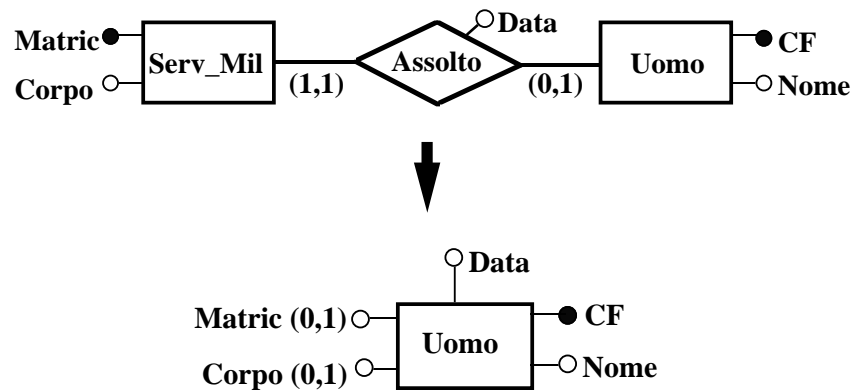 Data
Matric
CF
Serv_Mil
Assolto
Uomo
Corpo
(1,1)
(0,1)
Nome
Data
Matric (0,1)
CF
Uomo
Corpo (0,1)
Nome